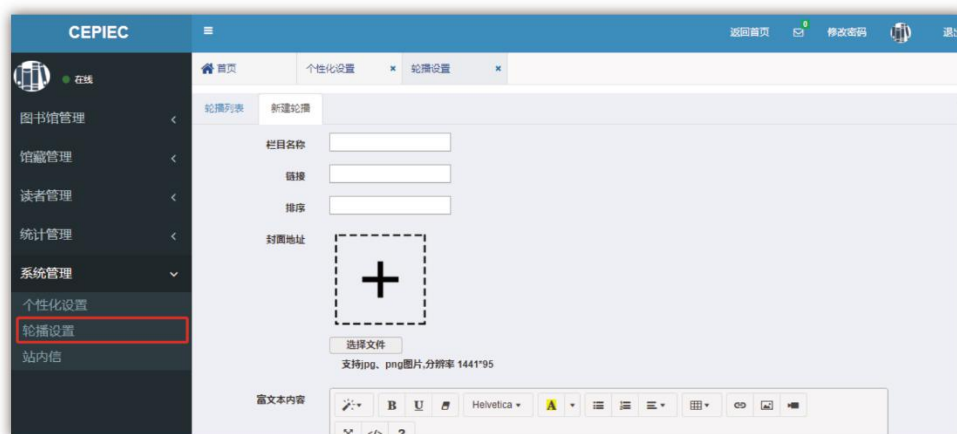 CEPIEC
返回首页
0
修改密码
退出
在线
首页
个性化设置 ×
轮播设置 ×
图书馆管理
馆藏管理
读者管理
统计管理
系统管理
个性化设置
轮播设置
站内信
轮播列表
新建轮播
栏目名称
链接
排序
封面地址
选择文件
支持jpg、png图片,分辨率 1441*95
富文本内容
B U Helvetica A
</> ?